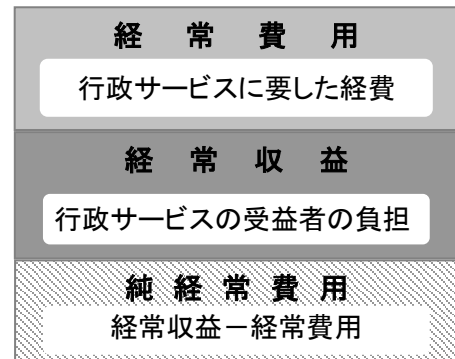 経常費用
行政サービスに要した経費
経常収益
行政サービスの受益者の負担
純経常費用
経常収益－経常費用